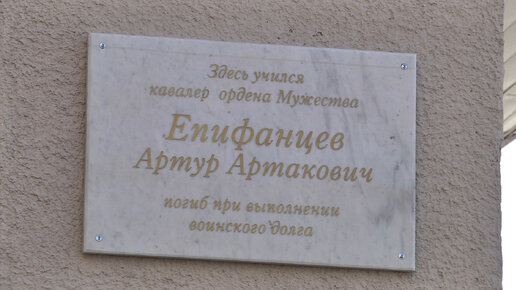 Здесь учился
кавалер ордена Мужества
Епифанцев
Артур Артакович
погиб при выполнении
воинского долга